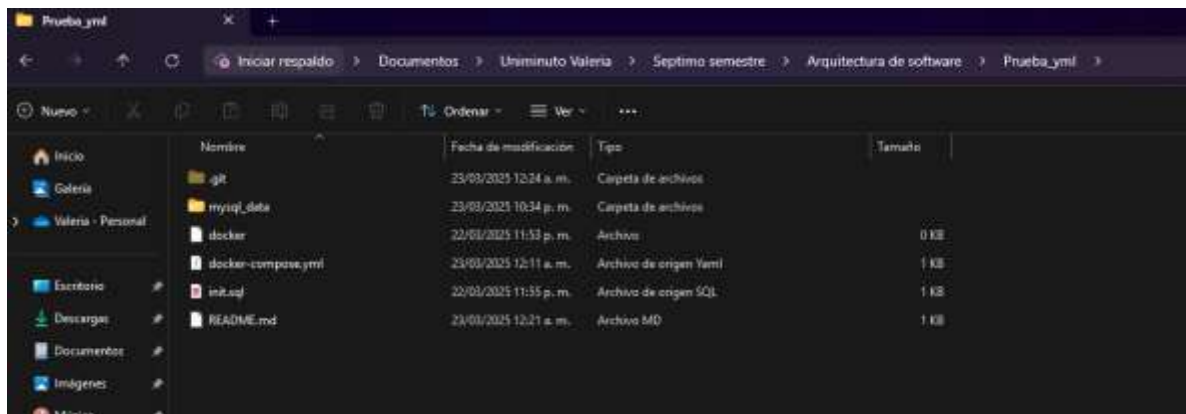 Prueba_yml
Iniciar respaldo > Documentos > Uniminuto Valeria > Septimo semestre > Arquitectura de software > Prueba_yml >
Nuevo Ordenar Ver ...
Nombre Fecha de modificación Tipo Tamaño
Inicio
Galería
Valeria - Personal
Escritorio
Descargas
Documentos
Imágenes
Música
.git 23/03/2025 12:24 a. m. Carpeta de archivos
mysql_data 23/03/2025 10:34 p. m. Carpeta de archivos
docker 22/03/2025 11:53 p. m. Archivo 0 KB
docker-compose.yml 23/03/2025 12:11 a. m. Archivo de origen Yaml 1 KB
init.sql 22/03/2025 11:55 p. m. Archivo de origen SQL 1 KB
README.md 23/03/2025 12:21 a. m. Archivo MD 1 KB